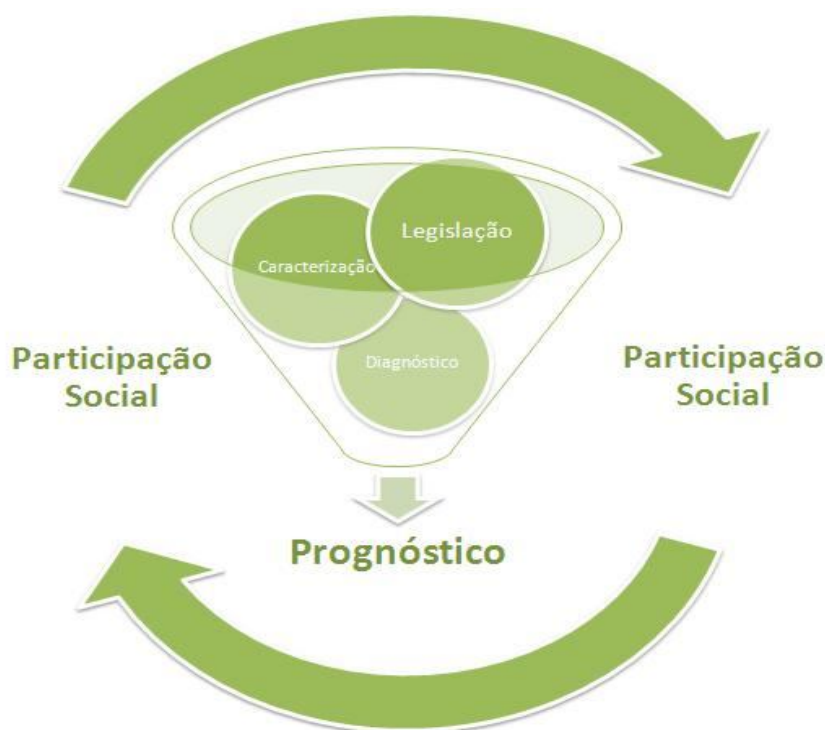 Legislação
Caracterização
Participação
Social
Participação
Social
Diagnóstico
Prognóstico